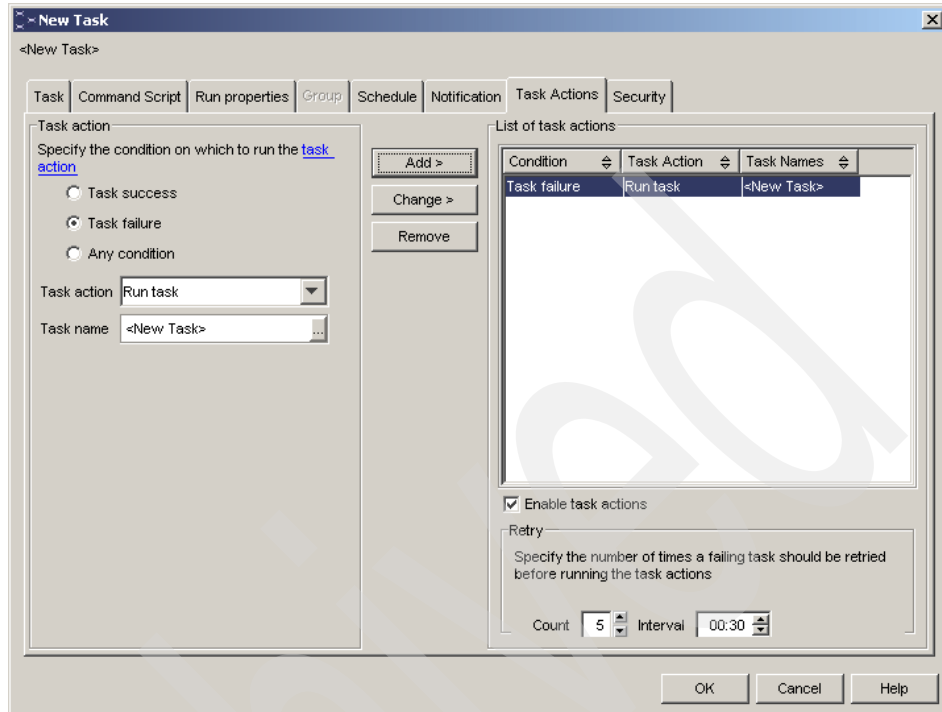 New Task
<New Task>
Task Command Script Run properties Group Schedule Notification Task Actions Security
Task action
Specify the condition on which to run the task
action
Task success
Task failure
Any condition
Task action Run task
Task name <New Task> ...
Add >
Change >
Remove
List of task actions
Condition Task Action Task Names
Task failure Run task <New Task>
Enable task actions
Retry
Specify the number of times a failing task should be retried
before running the task actions
Count 5 Interval 00:30
OK Cancel Help